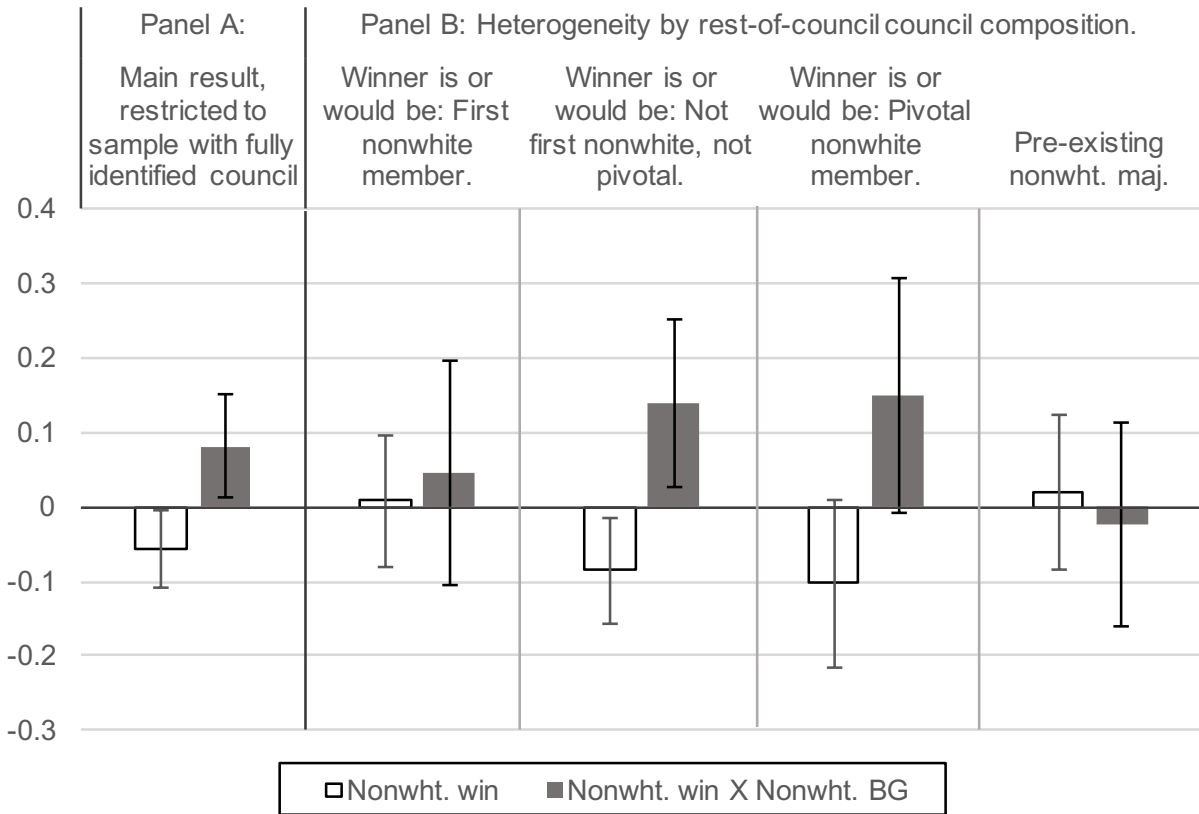 Panel A:
Panel B: Heterogeneity by rest-of-council council composition.
Main result,
restricted to
sample with fully
identified council
Winner is or
would be: First
nonwhite
member.
Winner is or
would be: Not
first nonwhite, not
pivotal.
Winner is or
would be: Pivotal
nonwhite
member.
Pre-existing
nonwht. maj.
0.4
0.3
0.2
0.1
0
-0.1
-0.2
-0.3
Nonwht. win
Nonwht. win X Nonwht. BG